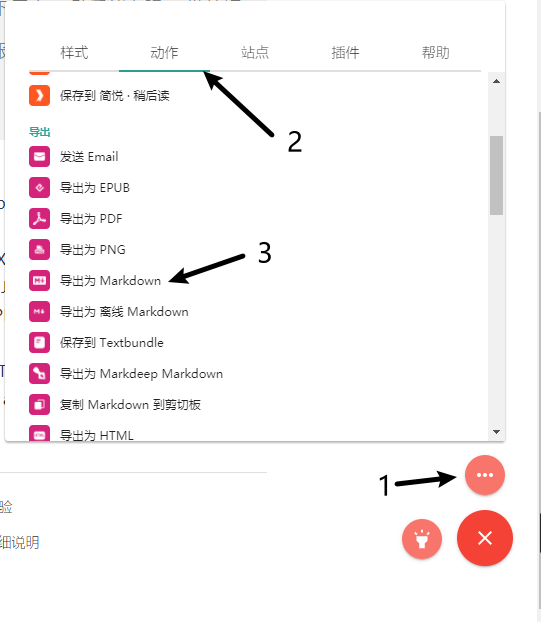 样式 动作 站点 插件 帮助
保存到 简悦 · 稍后读
2
导出
发送 Email
导出为 EPUB
导出为 PDF
导出为 PNG
3
导出为 Markdown
导出为 离线 Markdown
保存到 Textbundle
导出为 Markdeep Markdown
复制 Markdown 到剪切板
导出为 HTML
1
验
细说明